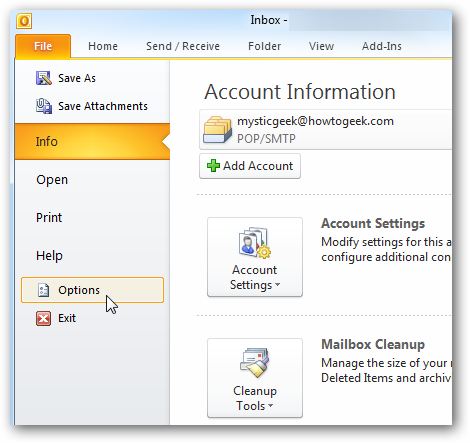 Inbox -
File Home Send / Receive Folder View Add-Ins
Save As
Save Attachments
Info
Open
Print
Help
Options
Exit
Account Information
mysticgeek@howtogeek.com
POP/SMTP
Add Account
Account
Settings
Account Settings
Modify settings for this a
configure additional con
Cleanup
Tools
Mailbox Cleanup
Manage the size of your
Deleted Items and archiv